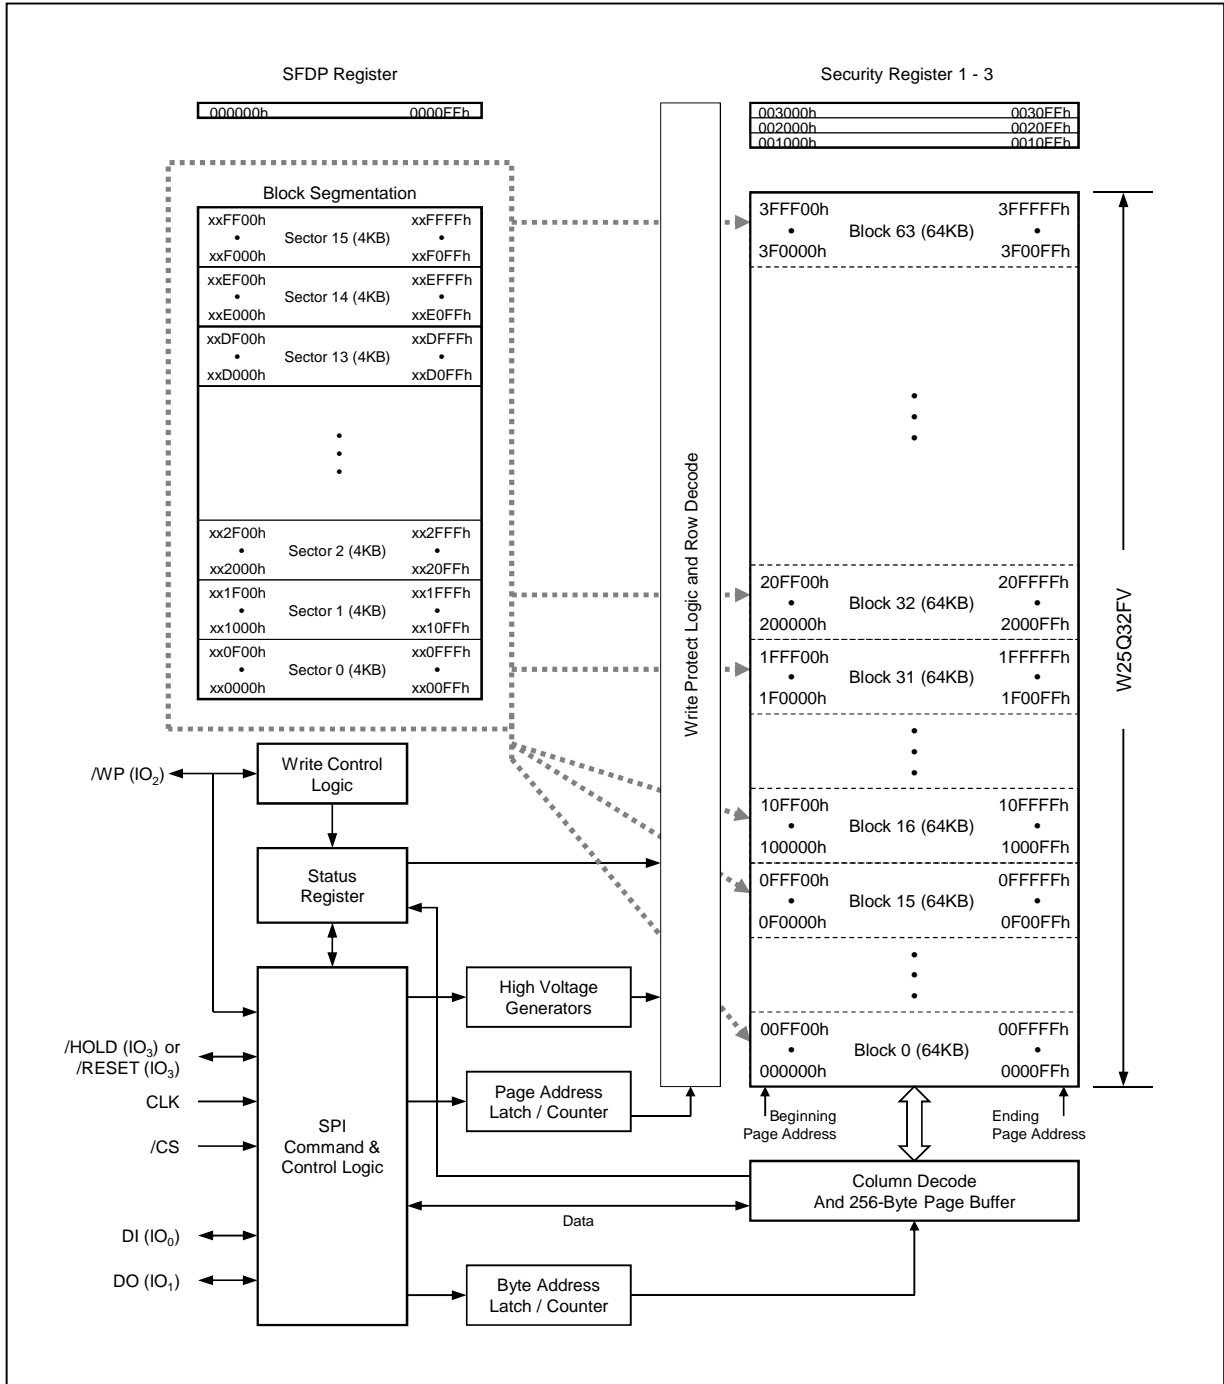 SFDP Register
000000h 0000FFh
Security Register 1 - 3
003000h 0030FFh
002000h 0020FFh
001000h 0010FFh
Block Segmentation
xxFF00h xxFFFFh
Sector 15 (4KB)
xxF000h xxF0FFh
xxEF00h xxEFFFh
Sector 14 (4KB)
xxE000h xxE0FFh
xxDF00h xxDFFFh
Sector 13 (4KB)
xxD000h xxD0FFh
xx2F00h xx2FFFh
Sector 2 (4KB)
xx2000h xx20FFh
xx1F00h xx1FFFh
Sector 1 (4KB)
xx1000h xx10FFh
xx0F00h xx0FFFh
Sector 0 (4KB)
xx0000h xx00FFh
Write Protect Logic and Row Decode
3FFF00h 3FFFFFh
Block 63 (64KB)
3F0000h 3F00FFh
20FF00h 20FFFFh
Block 32 (64KB)
200000h 2000FFh
1FFF00h 1FFFFFh
Block 31 (64KB)
1F0000h 1F00FFh
10FF00h 10FFFFh
Block 16 (64KB)
100000h 1000FFh
0FFF00h 0FFFFFh
Block 15 (64KB)
0F0000h 0F00FFh
00FF00h 00FFFFh
Block 0 (64KB)
000000h 0000FFh
W25Q32FV
Beginning
Page Address
Ending
Page Address
/WP (IO2)
Write Control
Logic
Status
Register
High Voltage
Generators
/HOLD (IO3) or
/RESET (IO3)
CLK
/CS
DI (IO0)
DO (IO1)
SPI
Command &
Control Logic
Page Address
Latch / Counter
Column Decode
And 256-Byte Page Buffer
Data
Byte Address
Latch / Counter